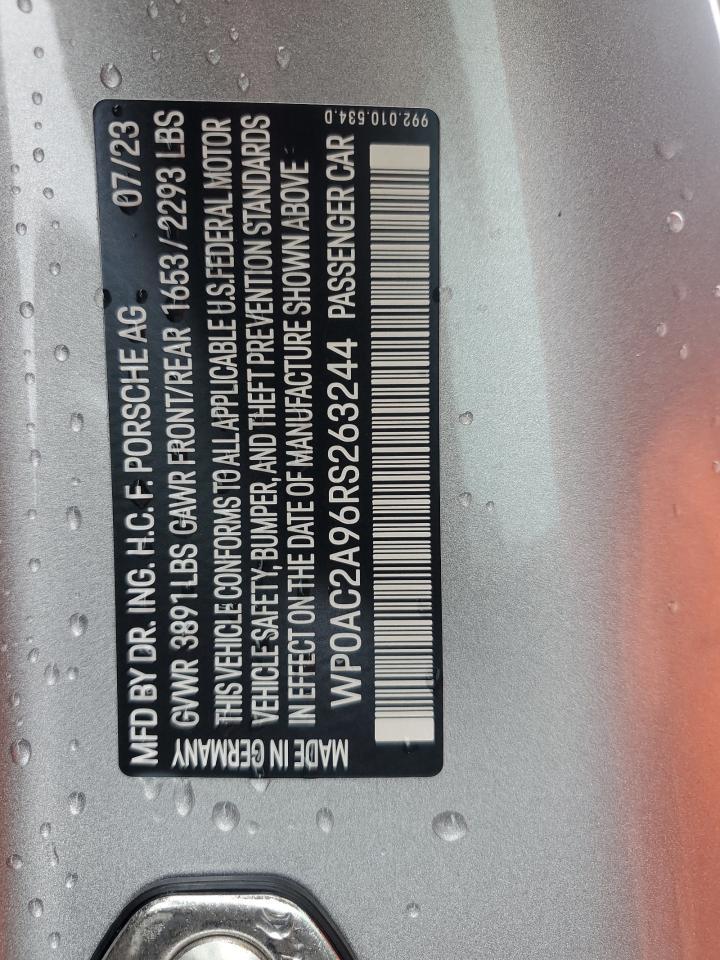 MFD BY DR. ING. H.C. F. PORSCHE AG 07/23
GVWR 3891 LBS GAWR FRONT/REAR 1653 / 2293 LBS
THIS VEHICLE CONFORMS TO ALL APPLICABLE U.S. FEDERAL MOTOR
VEHICLE SAFETY, BUMPER, AND THEFT PREVENTION STANDARDS
IN EFFECT ON THE DATE OF MANUFACTURE SHOWN ABOVE
WP0AC2A96RS263244 PASSENGER CAR
MADE IN GERMANY
992.010.534.D